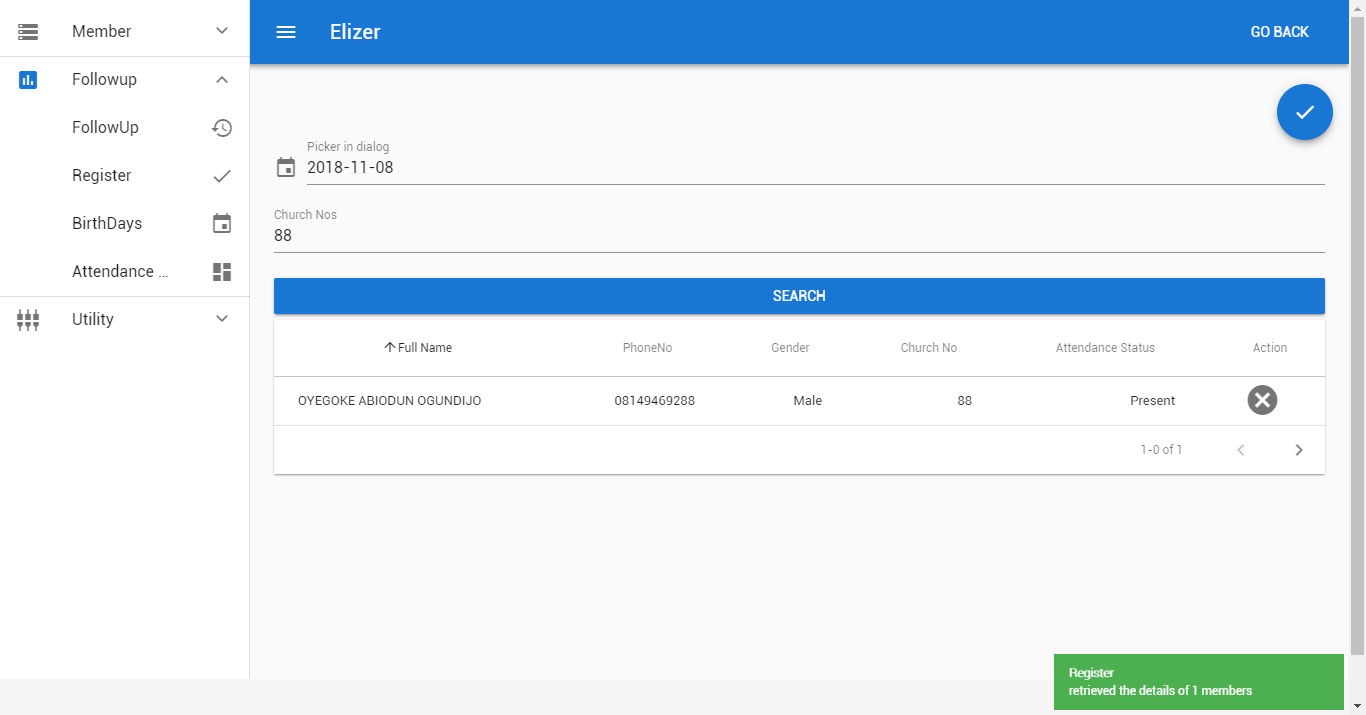 Member
Followup
FollowUp
Register
BirthDays
Attendance ...
Utility
Elizer
GO BACK
Picker in dialog
2018-11-08
Church Nos
88
SEARCH
Full Name PhoneNo Gender Church No Attendance Status Action
OYEGOKE ABIODUN OGUNDIJO 08149469288 Male 88 Present
1-0 of 1
Register
retrieved the details of 1 members